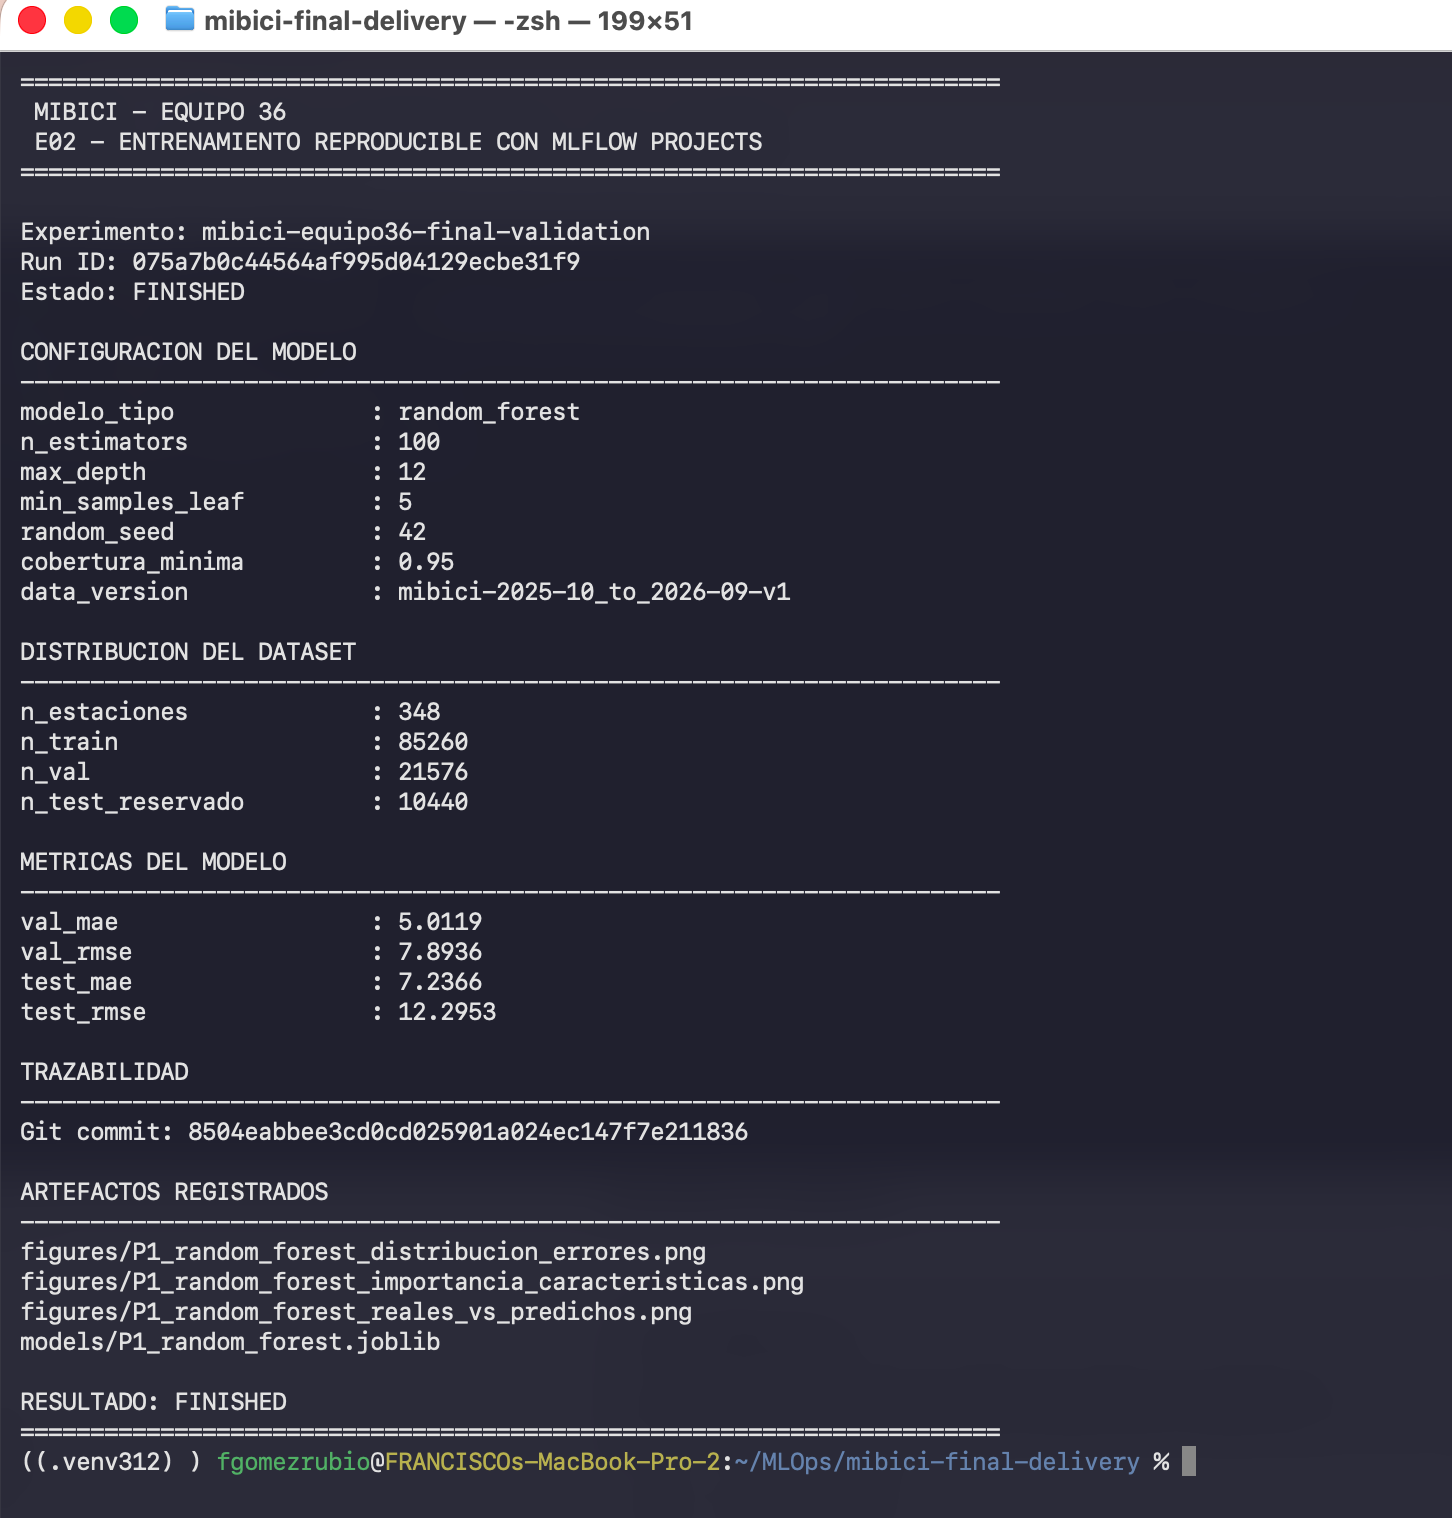 mibici-final-delivery — -zsh — 199×51
======================================================================
MIBICI - EQUIPO 36
E02 - ENTRENAMIENTO REPRODUCIBLE CON MLFLOW PROJECTS
======================================================================
Experimento: mibici-equipo36-final-validation
Run ID: 075a7b0c44564af995d04129ecbe31f9
Estado: FINISHED
CONFIGURACION DEL MODELO
----------------------------------------------------------------------
modelo_tipo : random_forest
n_estimators : 100
max_depth : 12
min_samples_leaf : 5
random_seed : 42
cobertura_minima : 0.95
data_version : mibici-2025-10_to_2026-09-v1
DISTRIBUCION DEL DATASET
----------------------------------------------------------------------
n_estaciones : 348
n_train : 85260
n_val : 21576
n_test_reservado : 10440
METRICAS DEL MODELO
----------------------------------------------------------------------
val_mae : 5.0119
val_rmse : 7.8936
test_mae : 7.2366
test_rmse : 12.2953
TRAZABILIDAD
----------------------------------------------------------------------
Git commit: 8504eabbee3cd0cd025901a024ec147f7e211836
ARTEFACTOS REGISTRADOS
----------------------------------------------------------------------
figures/P1_random_forest_distribucion_errores.png
figures/P1_random_forest_importancia_caracteristicas.png
figures/P1_random_forest_reales_vs_predichos.png
models/P1_random_forest.joblib
RESULTADO: FINISHED
======================================================================
((.venv312) ) fgomezrubio@FRANCISCOs-MacBook-Pro-2:~/MLOps/mibici-final-delivery %